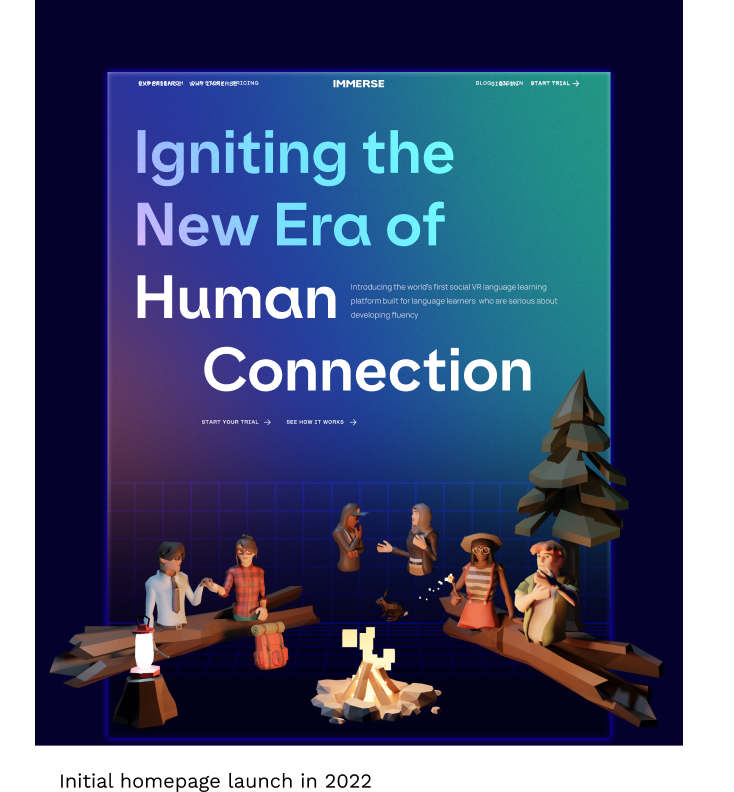 IMMERSE
START TRIAL
Igniting the
New Era of
Human
Introducing the world's first social VR language learning
platform built for language learners who are serious about
developing fluency
Connection
START YOUR TRIAL
SEE HOW IT WORKS
Initial homepage launch in 2022